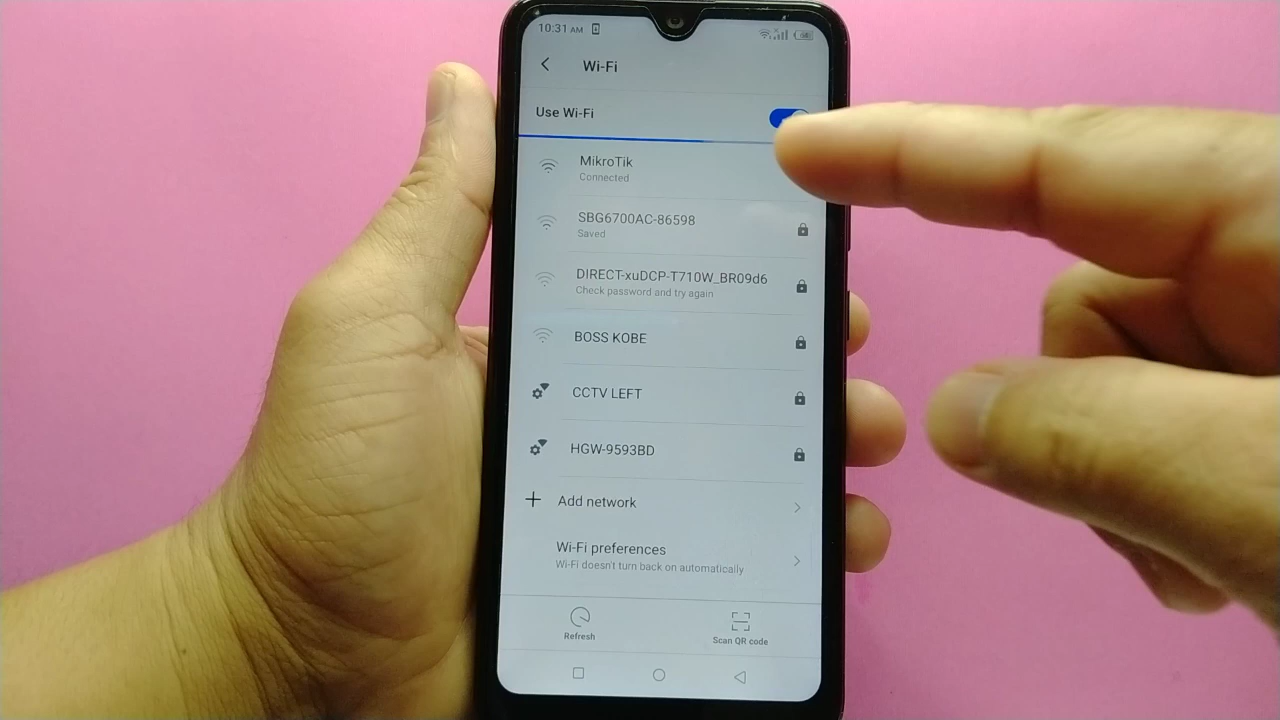 10:31 AM
Wi-Fi
Use Wi-Fi
MikroTik
Connected
SBG6700AC-86598
Saved
DIRECT-xuDCP-T710W_BR09d6
Check password and try again
BOSS KOBE
CCTV LEFT
HGW-9593BD
Add network
Wi-Fi preferences
Wi-Fi doesn't turn back on automatically
Refresh
Scan QR code